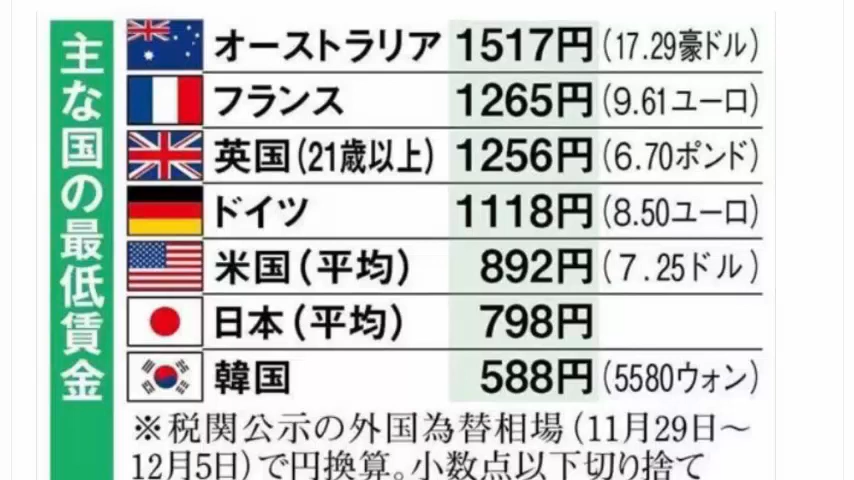 主な国の最低賃金
オーストラリア 1517円 (17.29豪ドル)
フランス 1265円 (9.61ユーロ)
英国(21歳以上) 1256円 (6.70ポンド)
ドイツ 1118円 (8.50ユーロ)
米国(平均) 892円 (7.25ドル)
日本(平均) 798円
韓国 588円 (5580ウォン)
※税関公示の外国為替相場(11月29日〜
12月5日)で円換算。小数点以下切り捨て